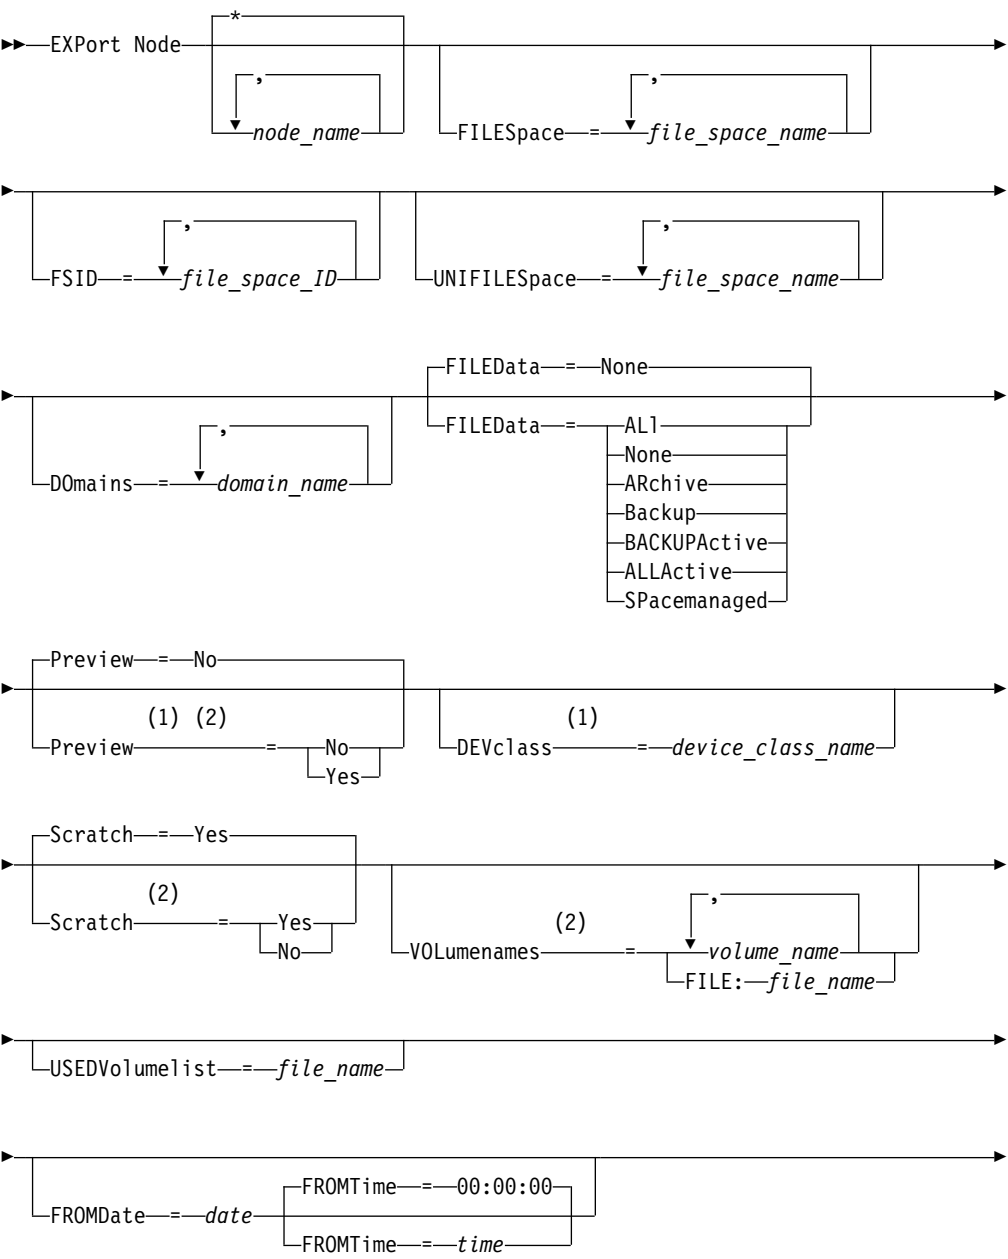 *
EXPort Node
, ,
node_name FILESpace = file_space_name
, ,
FSID = file_space_ID UNIFILESpace = file_space_name
FILEData = None
, FILEData = ALl
DOmains = domain_name None
ARchive
Backup
BACKUPActive
ALLActive
SPacemanaged
Preview = No
(1) (2) (1)
Preview = No DEVclass = device_class_name
Yes
Scratch = Yes
(2) ,
Scratch = Yes (2)
No VOLumenames = volume_name
FILE: file_name
USEDVolumelist = file_name
FROMTime = 00:00:00
FROMDate = date
FROMTime = time